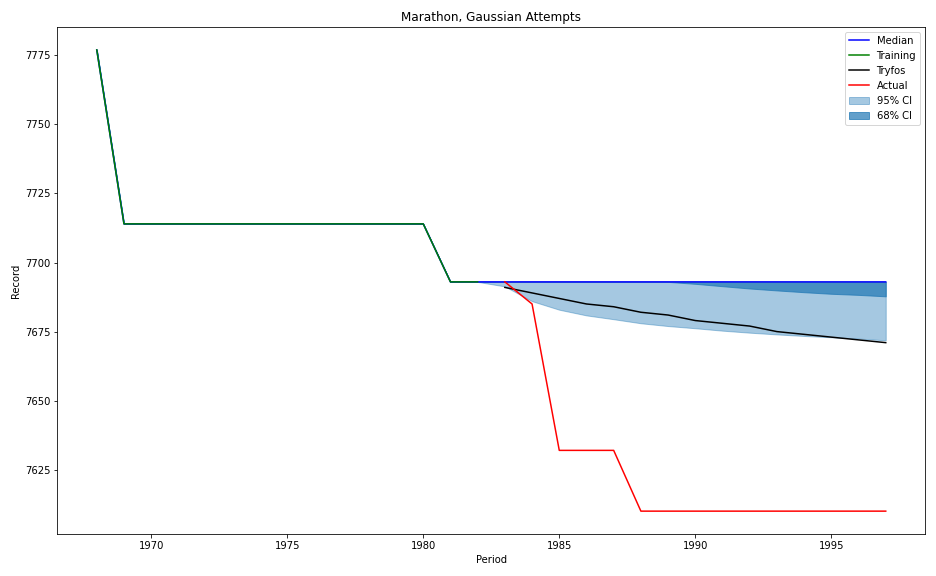 Marathon, Gaussian Attempts
Median
Training
Tryfos
Actual
95% CI
68% CI
Record
7775
7750
7725
7700
7675
7650
7625
1970
1975
1980
1985
1990
1995
Period